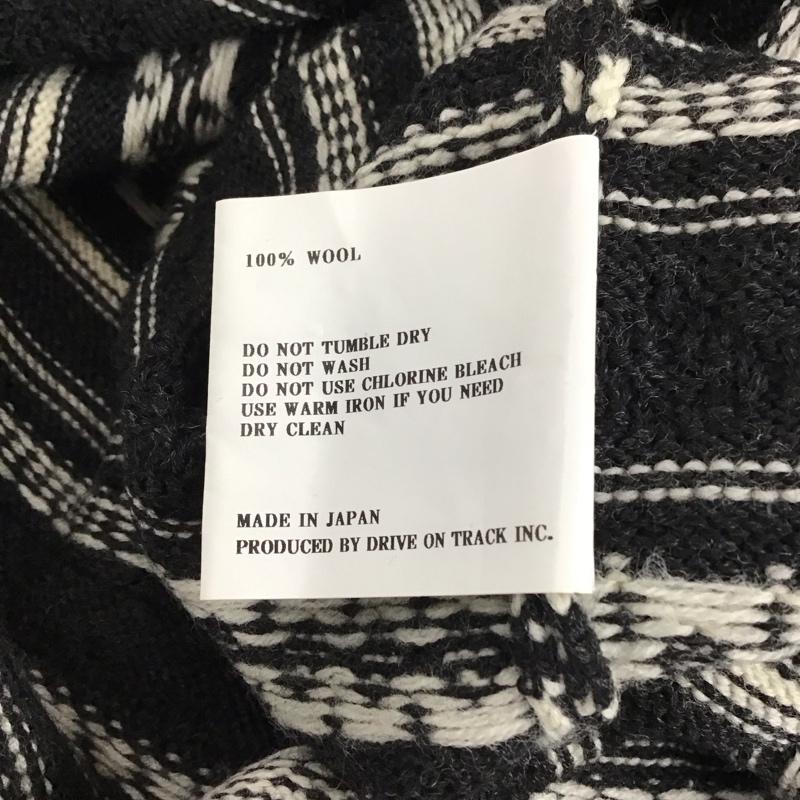 100% WOOL
DO NOT TUMBLE DRY
DO NOT WASH
DO NOT USE CHLORINE BLEACH
USE WARM IRON IF YOU NEED
DRY CLEAN
MADE IN JAPAN
PRODUCED BY DRIVE ON TRACK INC.